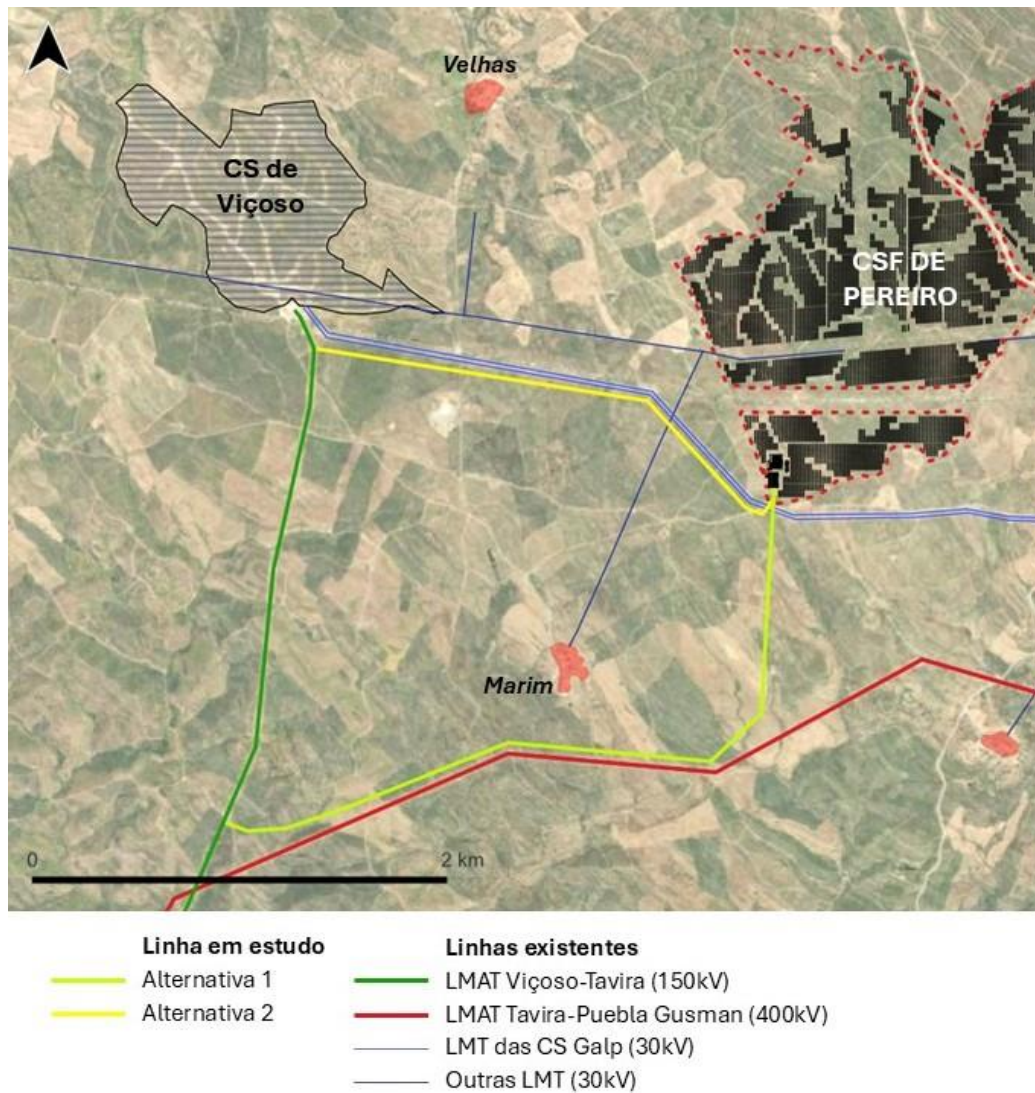 Velhas
CS de
Viçoso
CSF DE
PEREIRO
Marim
0
2 km
Linha em estudo
Alternativa 1
Alternativa 2
Linhas existentes
LMAT Viçoso-Tavira (150kV)
LMAT Tavira-Puebla Gusman (400kV)
LMT das CS Galp (30kV)
Outras LMT (30kV)